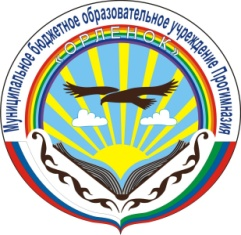 Муниципальное бюджетное образовательное учреждение Прогимназия
«ОРЛЕНОК»